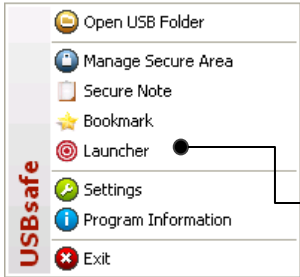 Open USB Folder
Manage Secure Area
Secure Note
Bookmark
Launcher
Settings
Program Information
Exit
USBsafe